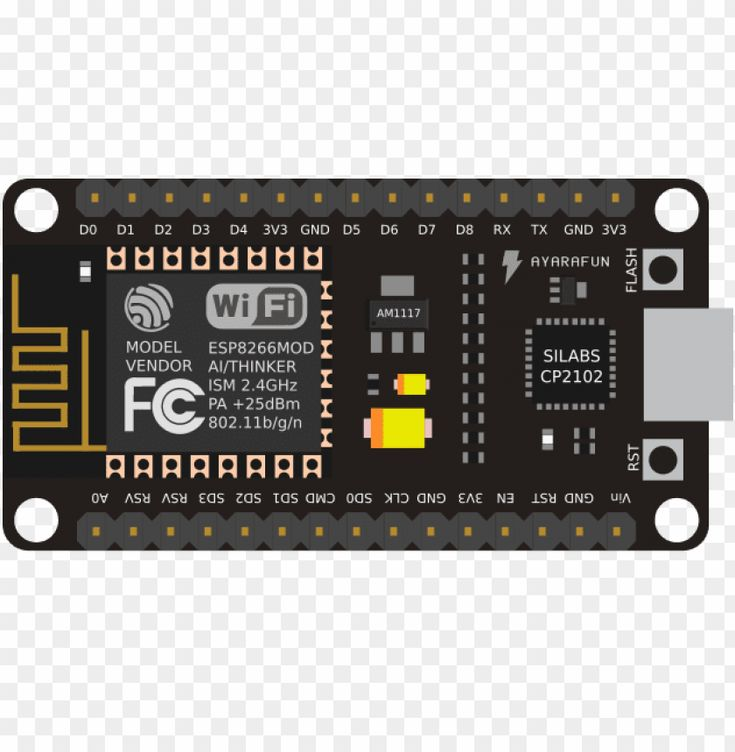 D0 D1 D2 D3 D4 3V3 GND D5 D6 D7 D8 RX TX GND 3V3
FLASH
AYARAFUN
WiFi
AM1117
MODEL
VENDOR
ESP8266MOD
AI/THINKER
ISM 2.4GHz
PA +25dBm
802.11b/g/n
FC
SILABS
CP2102
RST
A0 RSV RSV SD3 SD2 SD1 CMD SD0 CLK GND 3V3 EN RST GND Vin